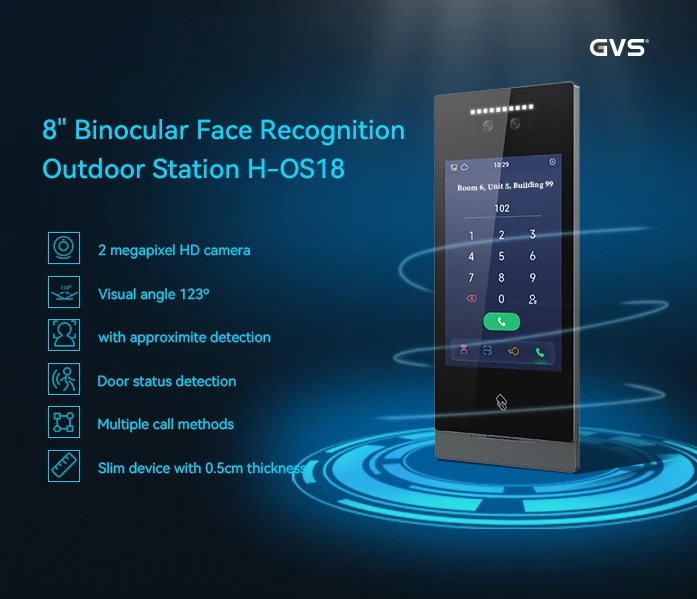 GVS®
8" Binocular Face Recognition
Outdoor Station H-OS18
2 megapixel HD camera
Visual angle 123º
with approximite detection
Door status detection
Multiple call methods
Slim device with 0.5cm thickness
10:29
Room 6, Unit 5, Building 99
102
1 2 3
4 5 6
7 8 9
0